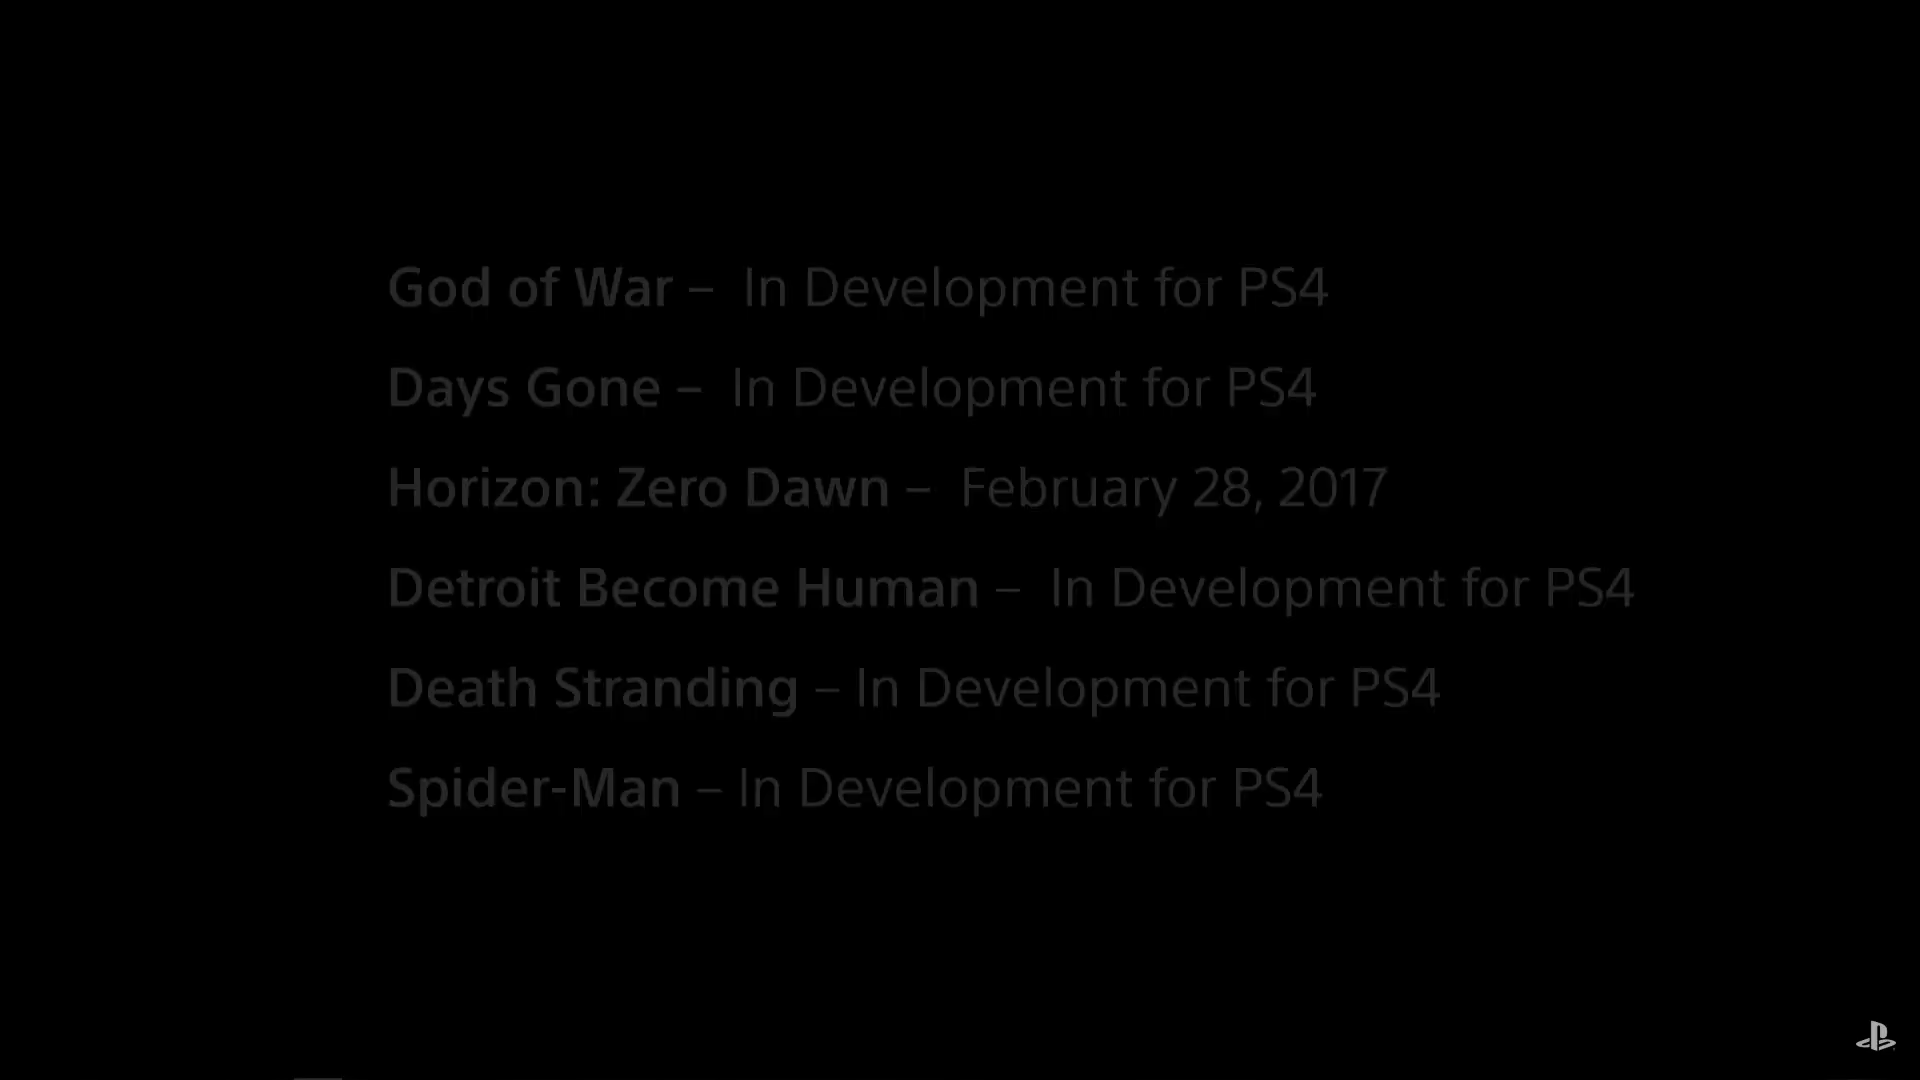 God of War – In Development for PS4
Days Gone – In Development for PS4
Horizon: Zero Dawn – February 28, 2017
Detroit Become Human – In Development for PS4
Death Stranding – In Development for PS4
Spider-Man – In Development for PS4